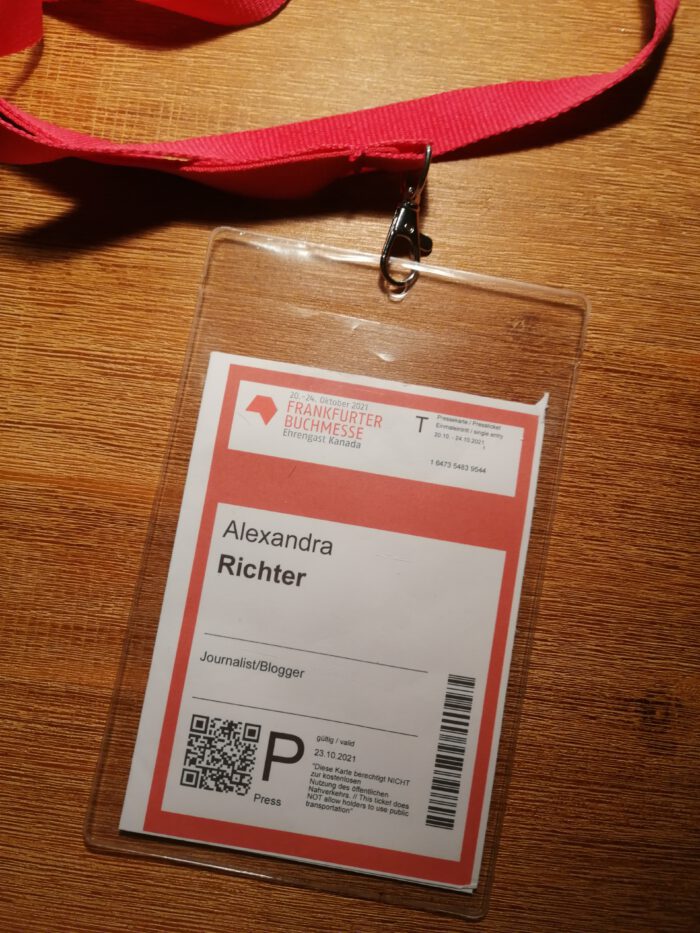 20.-24. Oktober 2021
FRANKFURTER
BUCHMESSE
Ehrengast Kanada
T
Pressekarte / Pressticket
Einmaleintritt / single entry
20.10. - 24.10.2021
1 6473 5483 9544
Alexandra
Richter
Journalist/Blogger
P
Press
gültig / valid
23.10.2021
"Diese Karte berechtigt NICHT
zur kostenlosen
Nutzung des öffentlichen
Nahverkehrs. // This ticket does
NOT allow holders to use public
transportation"